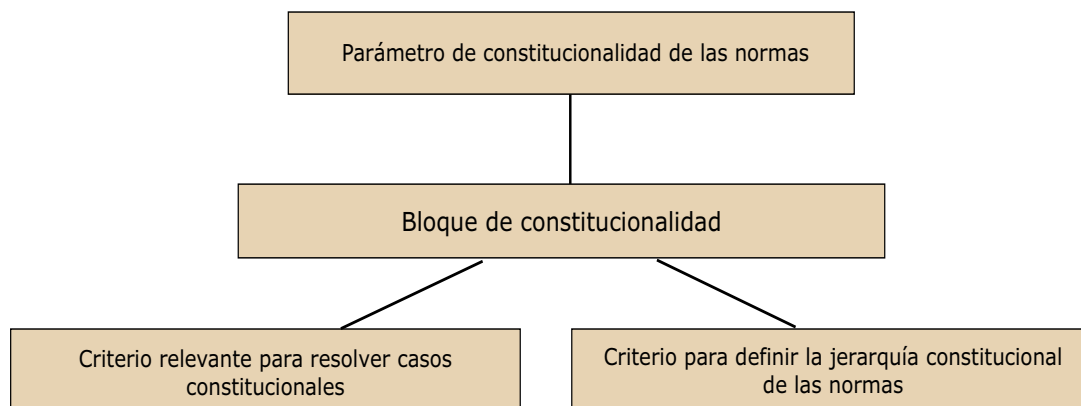 Parámetro de constitucionalidad de las normas
Bloque de constitucionalidad
Criterio relevante para resolver casos
constitucionales
Criterio para definir la jerarquía constitucional
de las normas